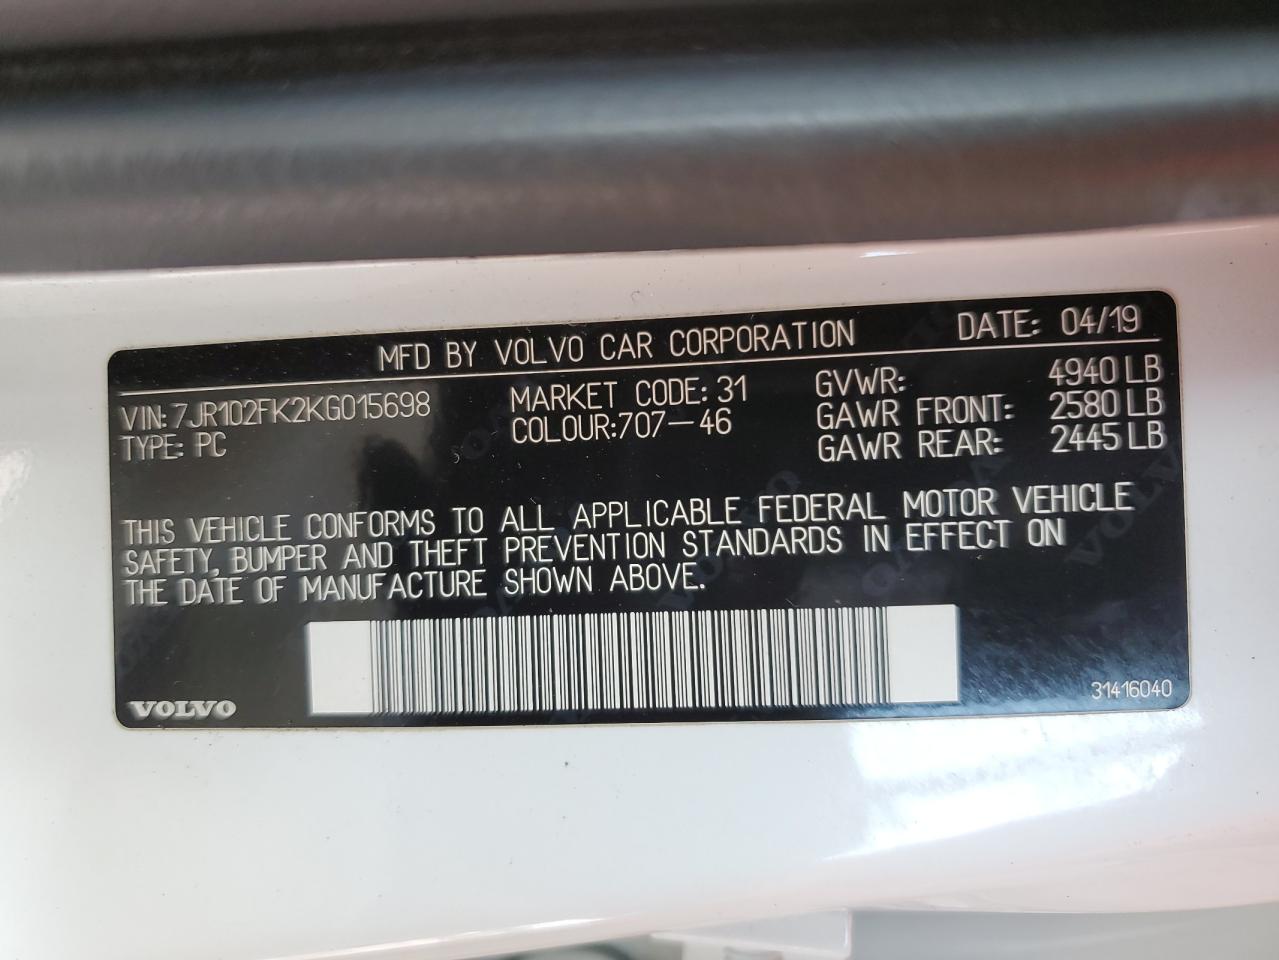 MFD BY VOLVO CAR CORPORATION DATE: 04/19
VIN: 7JR102FK2KG015698 MARKET CODE: 31 GVWR: 4940 LB
TYPE: PC COLOUR:707-46 GAWR FRONT: 2580 LB
GAWR REAR: 2445 LB
THIS VEHICLE CONFORMS TO ALL APPLICABLE FEDERAL MOTOR VEHICLE
SAFETY, BUMPER AND THEFT PREVENTION STANDARDS IN EFFECT ON
THE DATE OF MANUFACTURE SHOWN ABOVE.
VOLVO
31416040